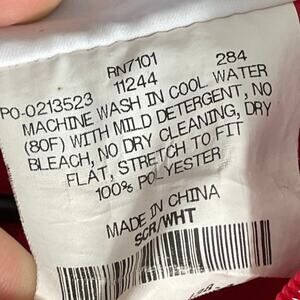 RN7101
11244 284
PO-0213523
MACHINE WASH IN COOL WATER
(80F) WITH MILD DETERGENT, NO
BLEACH, NO DRY CLEANING, DRY
FLAT, STRETCH TO FIT
100% POLYESTER
MADE IN CHINA
SCR/WHT